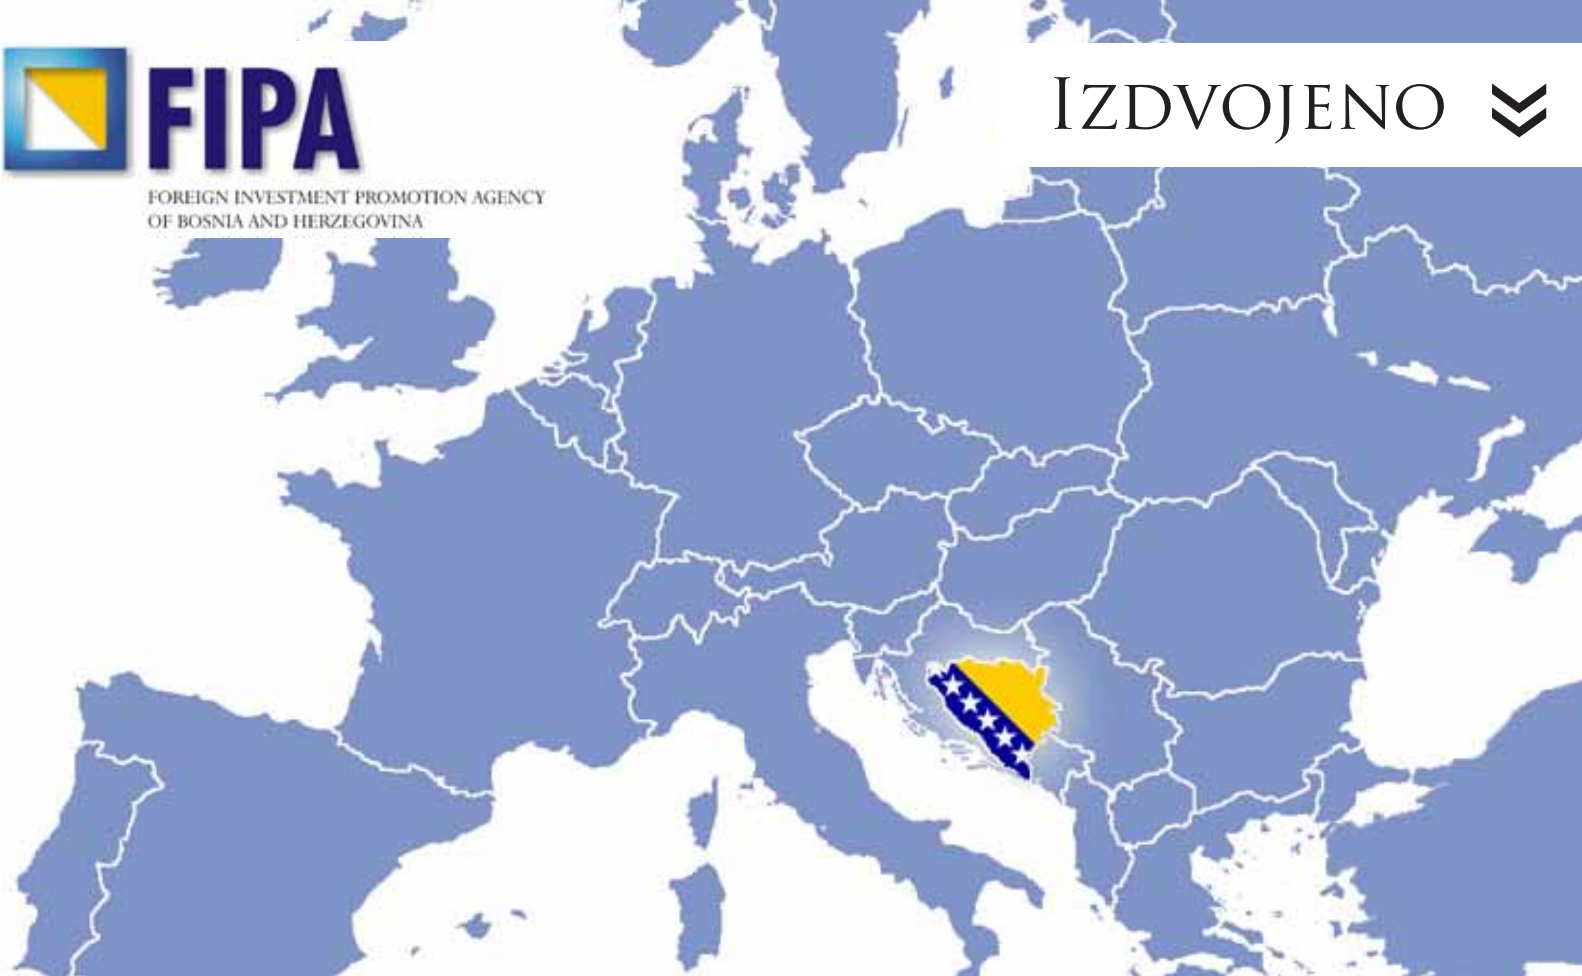 FIPA
FOREIGN INVESTMENT PROMOTION AGENCY
OF BOSNIA AND HERZEGOVINA
IZDVOJENO